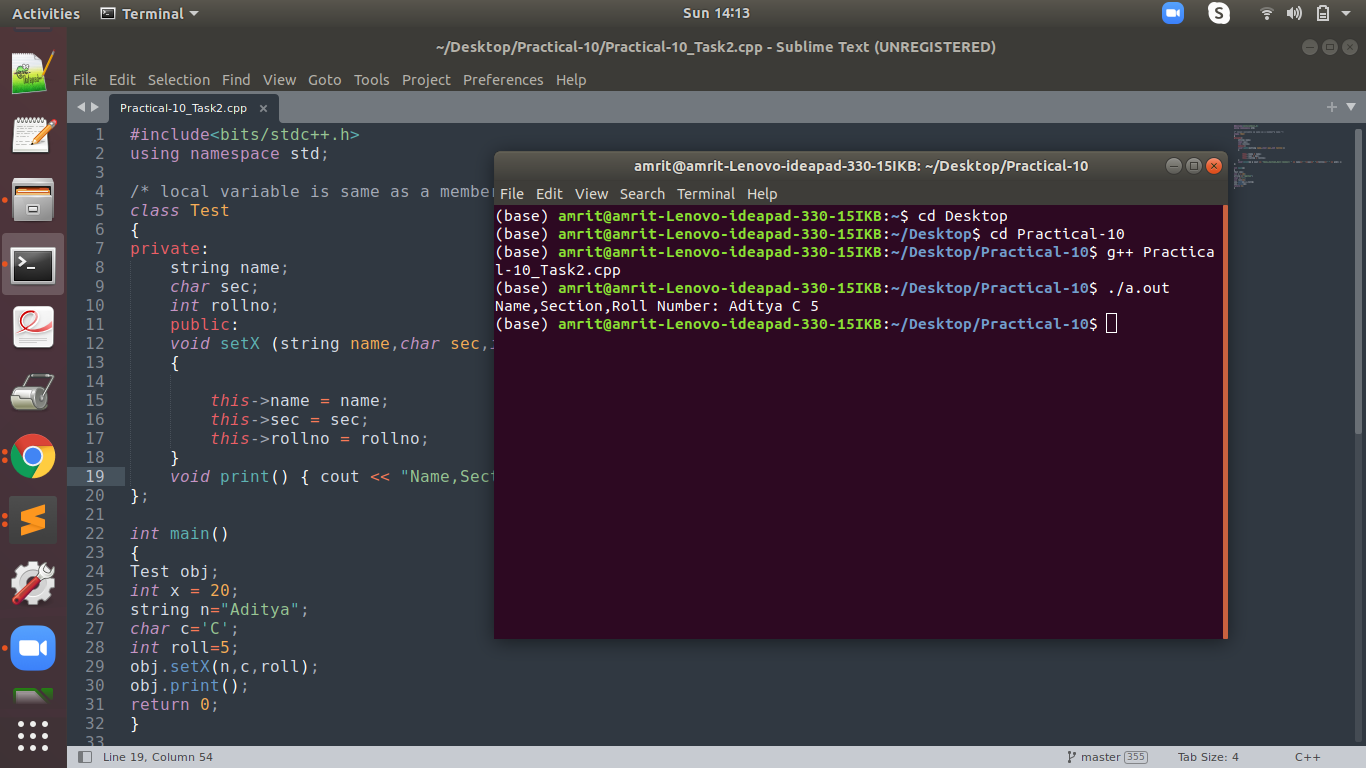 Activities Terminal Sun 14:13
~/Desktop/Practical-10/Practical-10_Task2.cpp - Sublime Text (UNREGISTERED)
File Edit Selection Find View Goto Tools Project Preferences Help
Practical-10_Task2.cpp
1 #include<bits/stdc++.h>
2 using namespace std;
3
4 /* local variable is same as a member
5 class Test
6 {
7 private:
8 string name;
9 char sec;
10 int rollno;
11 public:
12 void setX (string name,char sec,
13 {
14
15 this->name = name;
16 this->sec = sec;
17 this->rollno = rollno;
18 }
19 void print() { cout << "Name,Sect
20 };
21
22 int main()
23 {
24 Test obj;
25 int x = 20;
26 string n="Aditya";
27 char c='C';
28 int roll=5;
29 obj.setX(n,c,roll);
30 obj.print();
31 return 0;
32 }
33
amrit@amrit-Lenovo-ideapad-330-15IKB: ~/Desktop/Practical-10
File Edit View Search Terminal Help
(base) amrit@amrit-Lenovo-ideapad-330-15IKB:~$ cd Desktop
(base) amrit@amrit-Lenovo-ideapad-330-15IKB:~/Desktop$ cd Practical-10
(base) amrit@amrit-Lenovo-ideapad-330-15IKB:~/Desktop/Practical-10$ g++ Practica
l-10_Task2.cpp
(base) amrit@amrit-Lenovo-ideapad-330-15IKB:~/Desktop/Practical-10$ ./a.out
Name,Section,Roll Number: Aditya C 5
(base) amrit@amrit-Lenovo-ideapad-330-15IKB:~/Desktop/Practical-10$
Line 19, Column 54 master 355 Tab Size: 4 C++